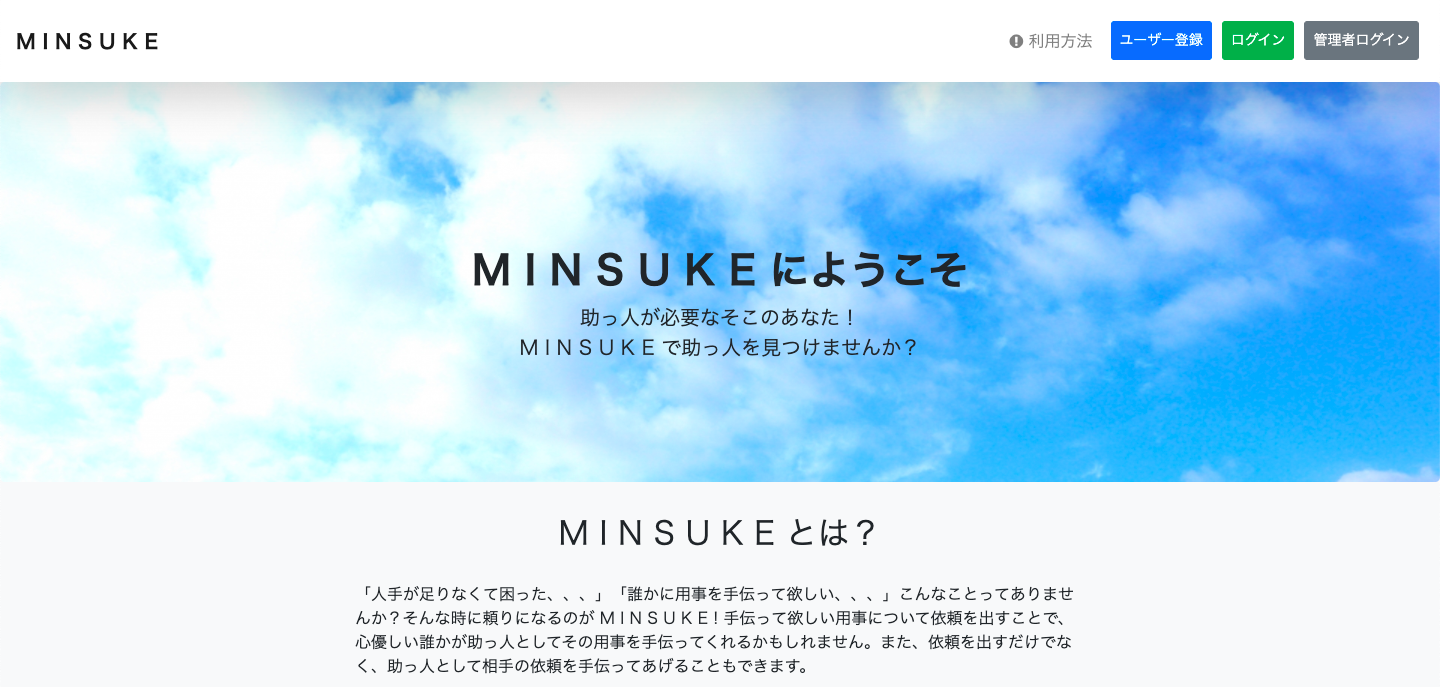 ＭＩＮＳＵＫＥ
利用方法
ユーザー登録
ログイン
管理者ログイン
ＭＩＮＳＵＫＥにようこそ
助っ人が必要なそこのあなた！
ＭＩＮＳＵＫＥで助っ人を見つけませんか？
ＭＩＮＳＵＫＥとは？
「人手が足りなくて困った、、、」「誰かに用事を手伝って欲しい、、、」こんなことってありませ
んか？そんな時に頼りになるのがＭＩＮＳＵＫＥ！手伝って欲しい用事について依頼を出すことで、
心優しい誰かが助っ人としてその用事を手伝ってくれるかもしれません。また、依頼を出すだけでな
く、助っ人として相手の依頼を手伝ってあげることもできます。